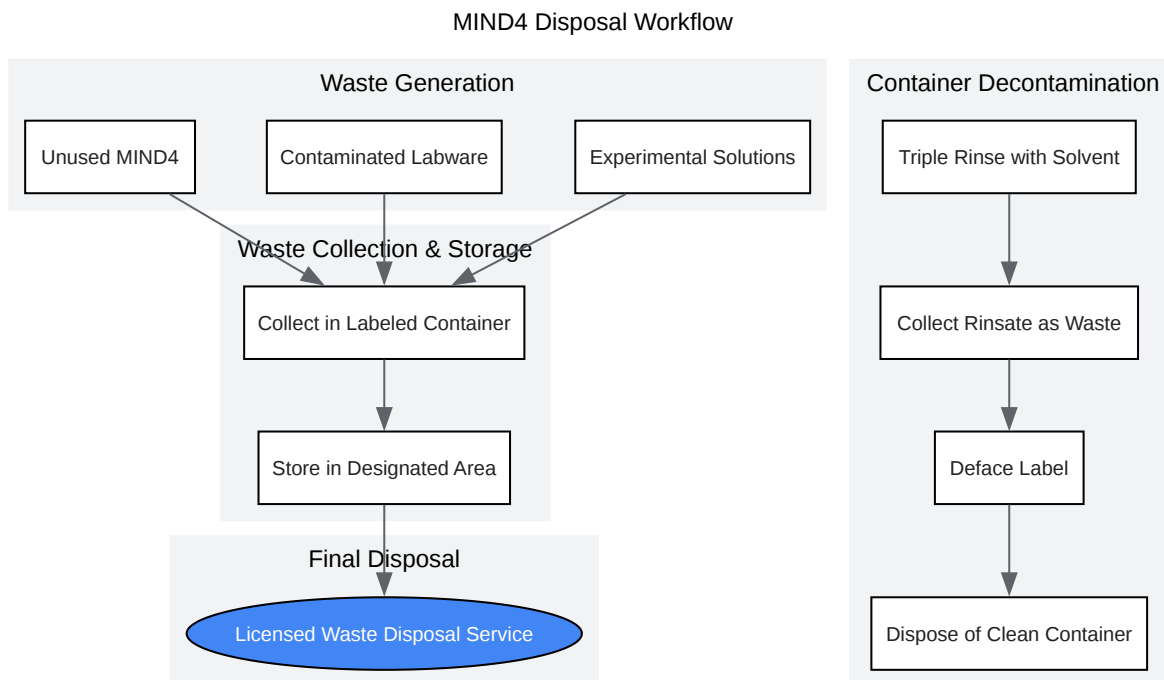 MIND4 Disposal Workflow
Waste Generation
Unused MIND4
Contaminated Labware
Experimental Solutions
Waste Collection & Storage
Collect in Labeled Container
Store in Designated Area
Final Disposal
Licensed Waste Disposal Service
Container Decontamination
Triple Rinse with Solvent
Collect Rinsate as Waste
Deface Label
Dispose of Clean Container